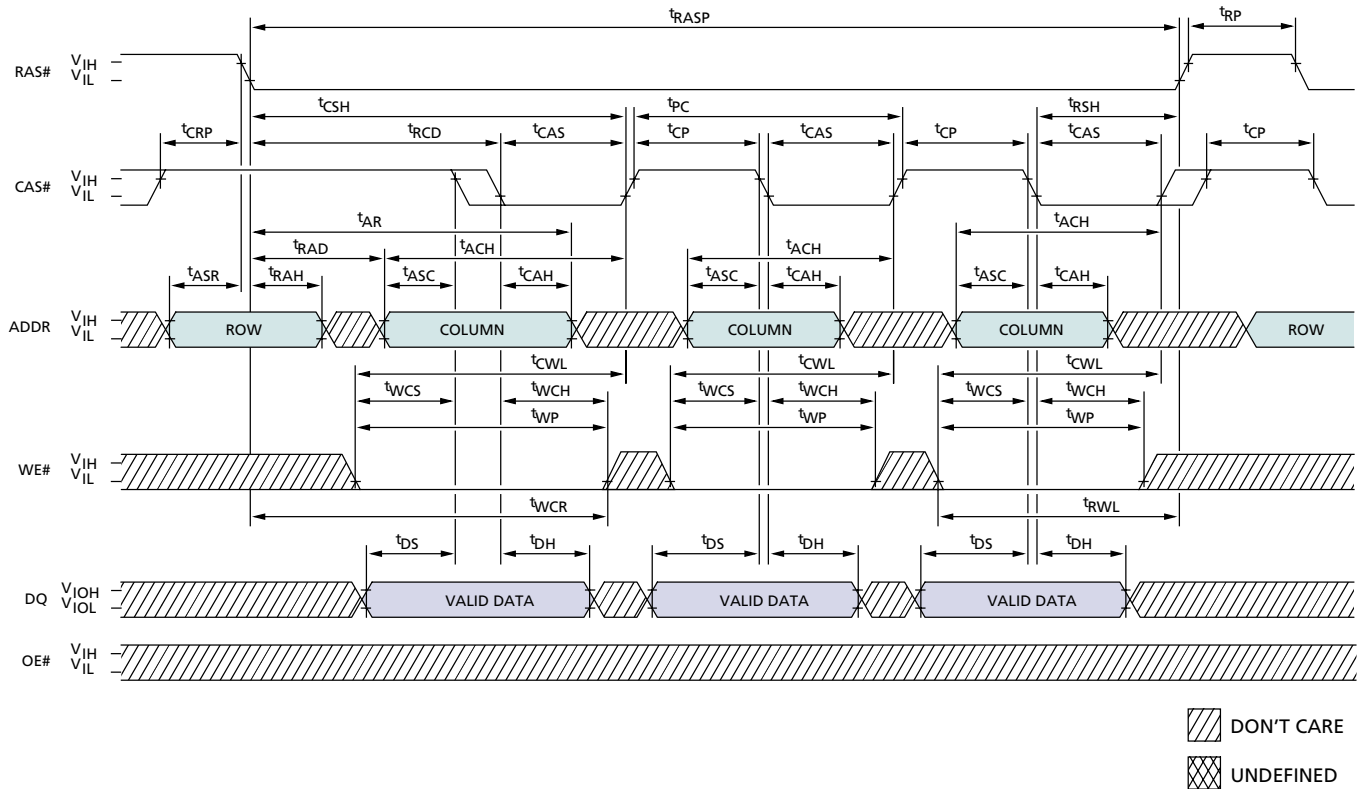 tRASP tRP
RAS# VIH
VIL
tCSH tPC tRSH
tCRP tRCD tCAS tCP tCAS tCP tCAS tCP
CAS# VIH
VIL
tAR
tRAD tACH tACH tACH
tASR tRAH tASC tCAH tASC tCAH tASC tCAH
ADDR VIH
VIL
ROW COLUMN COLUMN COLUMN ROW
tCWL tCWL tCWL
tWCS tWCH tWCS tWCH tWCS tWCH
tWP tWP tWP
WE# VIH
VIL
tWCR tRWL
tDS tDH tDS tDH tDS tDH
DQ VIOH
VIOL
VALID DATA VALID DATA VALID DATA
OE# VIH
VIL
DON'T CARE
UNDEFINED